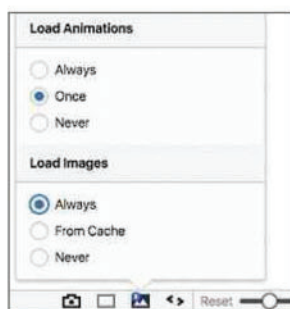 Load Animations
Always
Once
Never
Load Images
Always
From Cache
Never
Reset